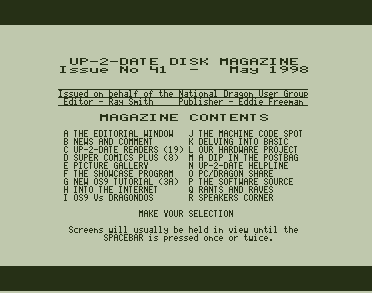 UP-2-DATE DISK MAGAZINE
Issue No 41 - May 1998
Issued on behalf of the National Dragon User Group
Editor - Ray Smith Publisher - Eddie Freeman
MAGAZINE CONTENTS
A THE EDITORIAL WINDOW J THE MACHINE CODE SPOT
B NEWS AND COMMENT K DELVING INTO BASIC
C UP-2-DATE READERS (19) L OUR HARDWARE PROJECT
D SUPER COMICS PLUS (8) M A DIP IN THE POSTBAG
E PICTURE GALLERY N UP-2-DATE HELPLINE
F THE SHOWCASE PROGRAM O PC/DRAGON SHARE
G NEW OS9 TUTORIAL (3A) P THE SOFTWARE SOURCE
H INTO THE INTERNET Q RANTS AND RAVES
I OS9 Vs DRAGONDOS R SPEAKERS CORNER
MAKE YOUR SELECTION
Screens will usually be held in view until the
SPACEBAR is pressed once or twice.